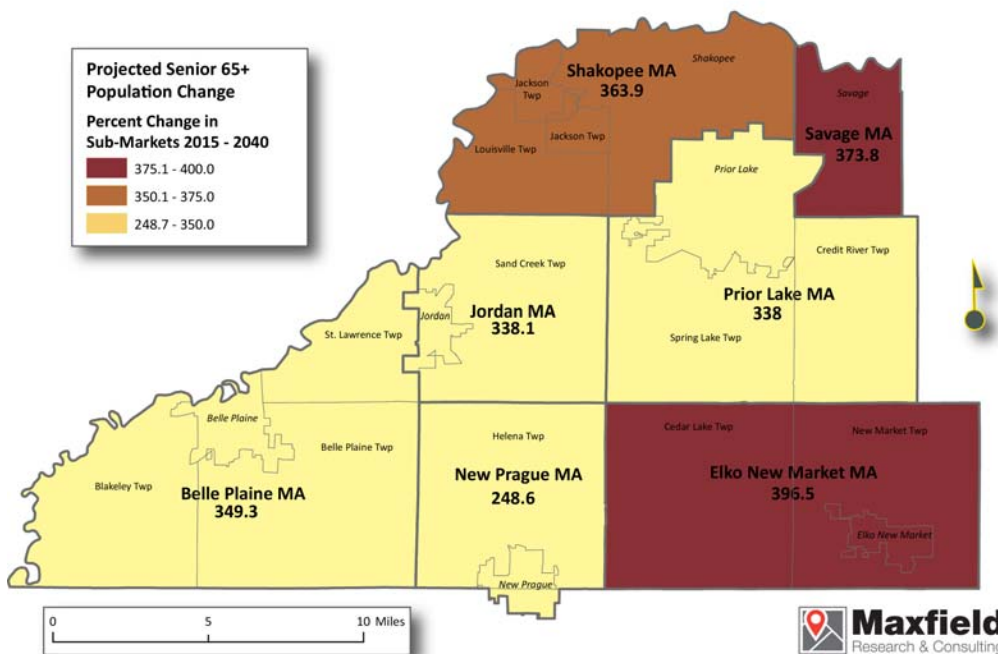 Projected Senior 65+
Population Change
Percent Change in
Sub-Markets 2015 - 2040
375.1 - 400.0
350.1 - 375.0
248.7 - 350.0
Shakopee
Shakopee MA
363.9
Jackson
Twp
Jackson Twp
Louisville Twp
Savage
Savage MA
373.8
Prior Lake
Sand Creek Twp
Credit River Twp
Jordan
Jordan MA
338.1
Prior Lake MA
338
St. Lawrence Twp
Spring Lake Twp
Belle Plaine
Belle Plaine Twp
Blakeley Twp
Belle Plaine MA
349.3
Helena Twp
New Prague MA
248.6
New Prague
Cedar Lake Twp
New Market Twp
Elko New Market MA
396.5
Elko New Market
0 5 10 Miles
Maxfield
Research & Consulting